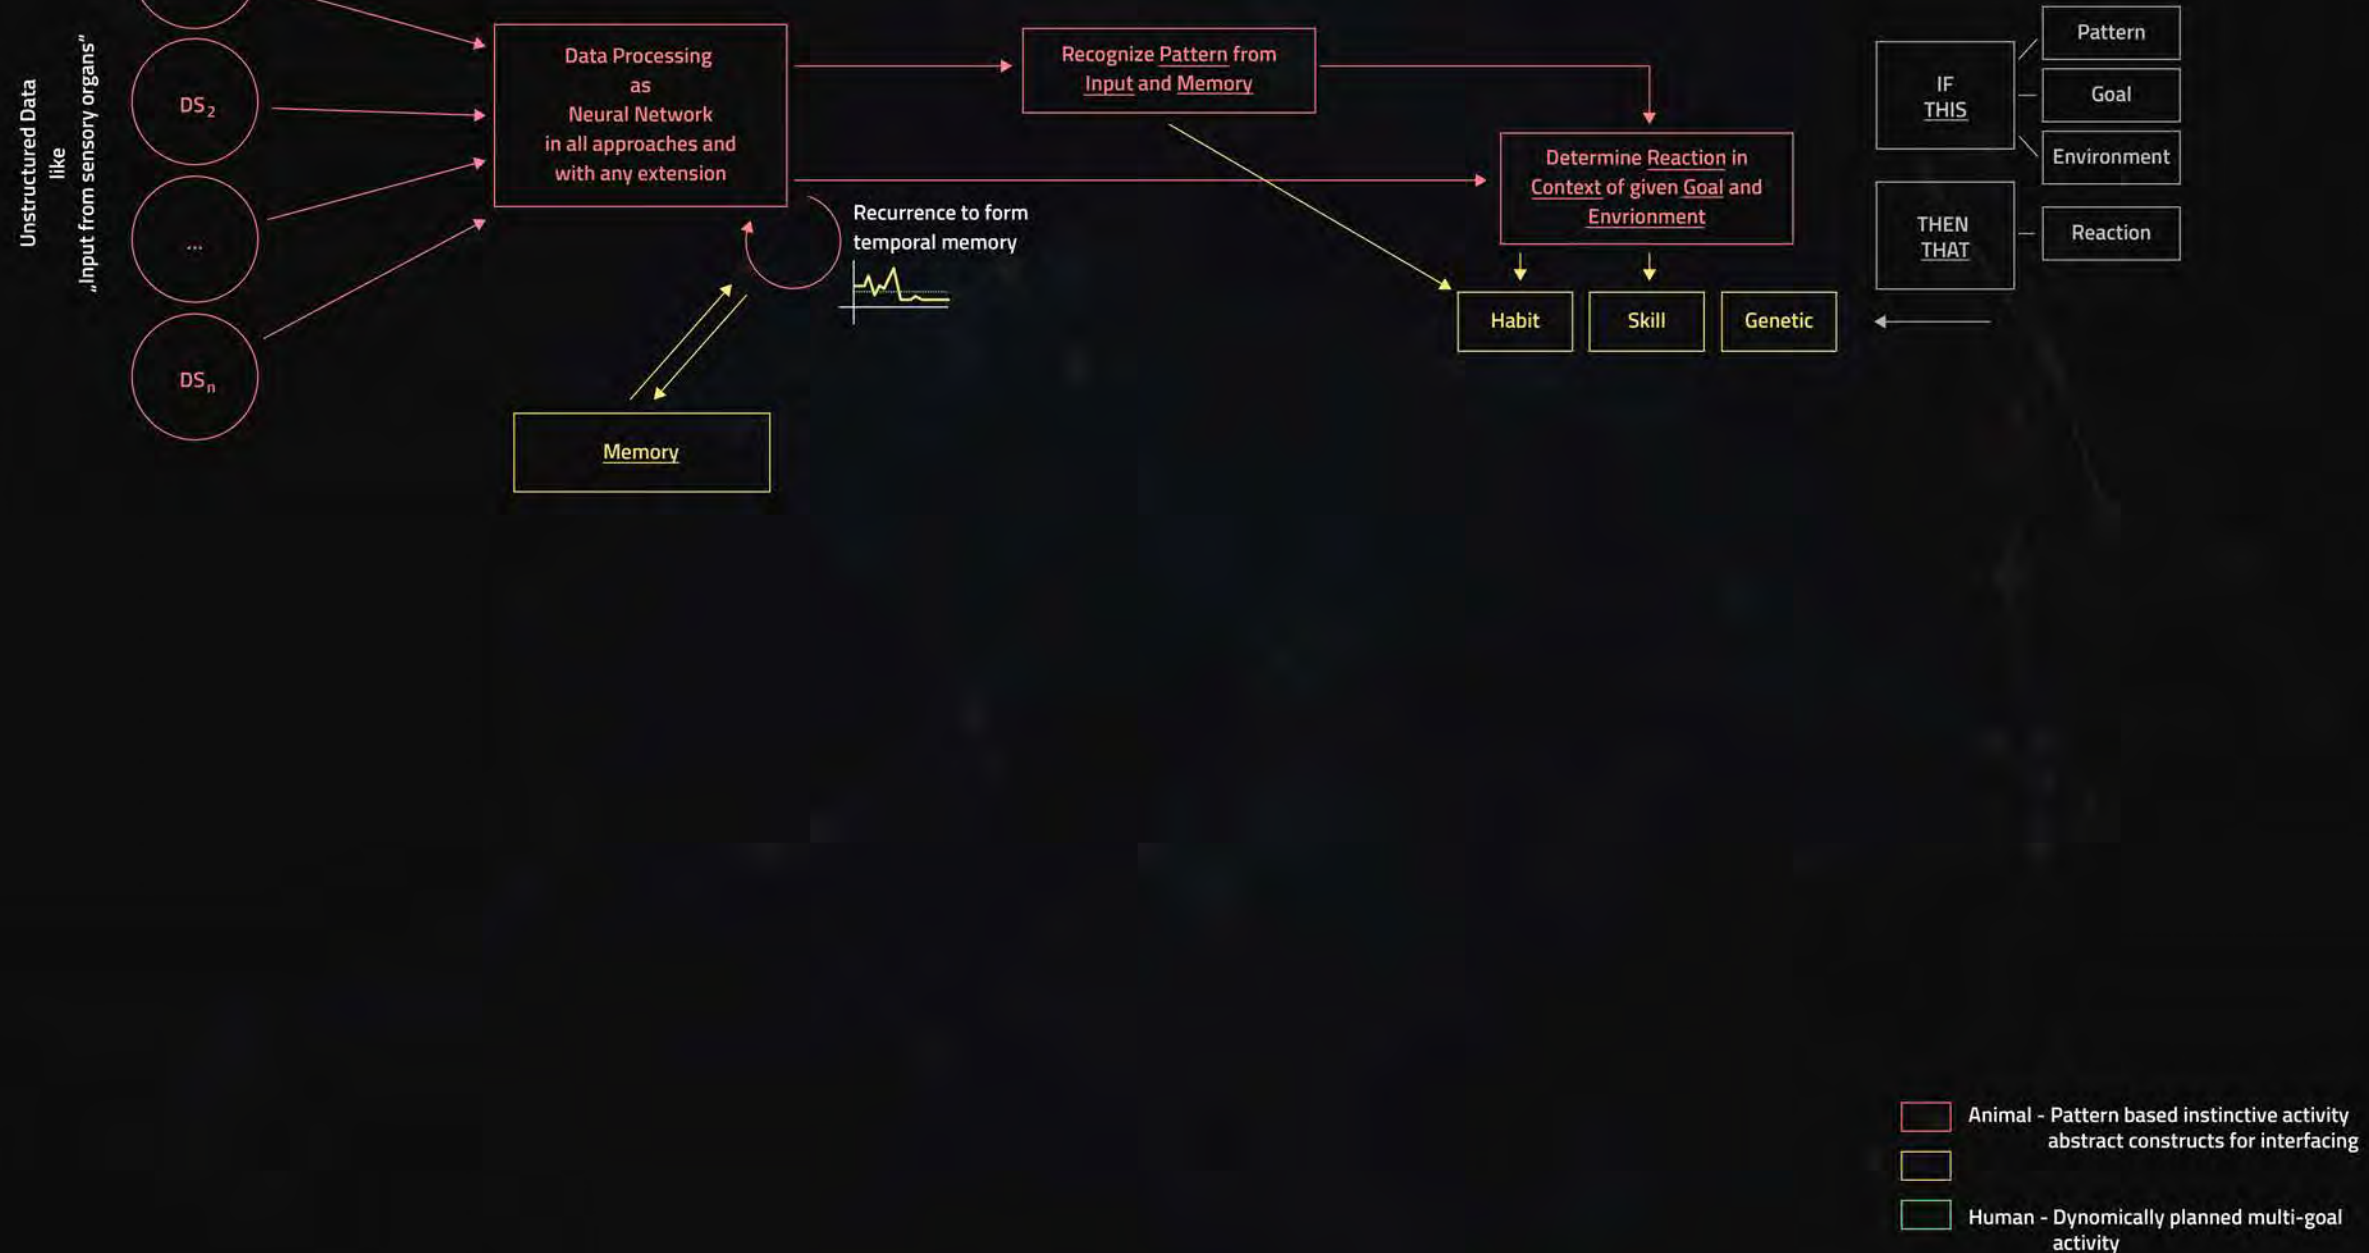 Unstructured Data
like
„Input from sensory organs“
DS2
...
DSn
Data Processing
as
Neural Network
in all approaches and
with any extension
Recurrence to form
temporal memory
Memory
Recognize Pattern from
Input and Memory
Determine Reaction in
Context of given Goal and
Envrionment
Habit
Skill
Genetic
IF
THIS
Pattern
Goal
Environment
THEN
THAT
Reaction
Animal - Pattern based instinctive activity
abstract constructs for interfacing
Human - Dynomically planned multi-goal
activity